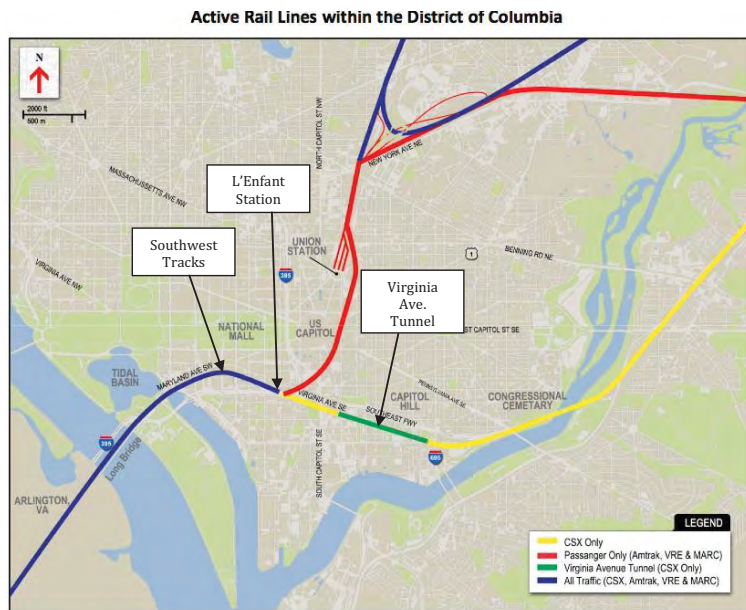 Active Rail Lines within the District of Columbia
N
2000 ft
500 m
NORTH CAPITOL ST NW
NEW YORK AVE NE
MASSACHUSETTS AVE NW
L'Enfant
Station
Southwest
Tracks
UNION
STATION
1
BENNING RD NE
VIRGINIA AVE NW
395
Virginia
Ave.
Tunnel
NATIONAL
MALL
US
CAPITOL
ST CAPITOL ST SE
TIDAL
BASIN
MARYLAND AVE SW
PENNSYLVANIA AVE SE
CAPITOL
HILL
CONGRESSIONAL
CEMETARY
VIRGINIA AVE SE
SOUTHEAST FWY
395
Long Bridge
SOUTH CAPITOL ST SE
695
ARLINGTON,
VA
LEGEND
CSX Only
Passanger Only (Amtrak, VRE & MARC)
Virginia Avenue Tunnel (CSX Only)
All Traffic (CSX, Amtrak, VRE & MARC)